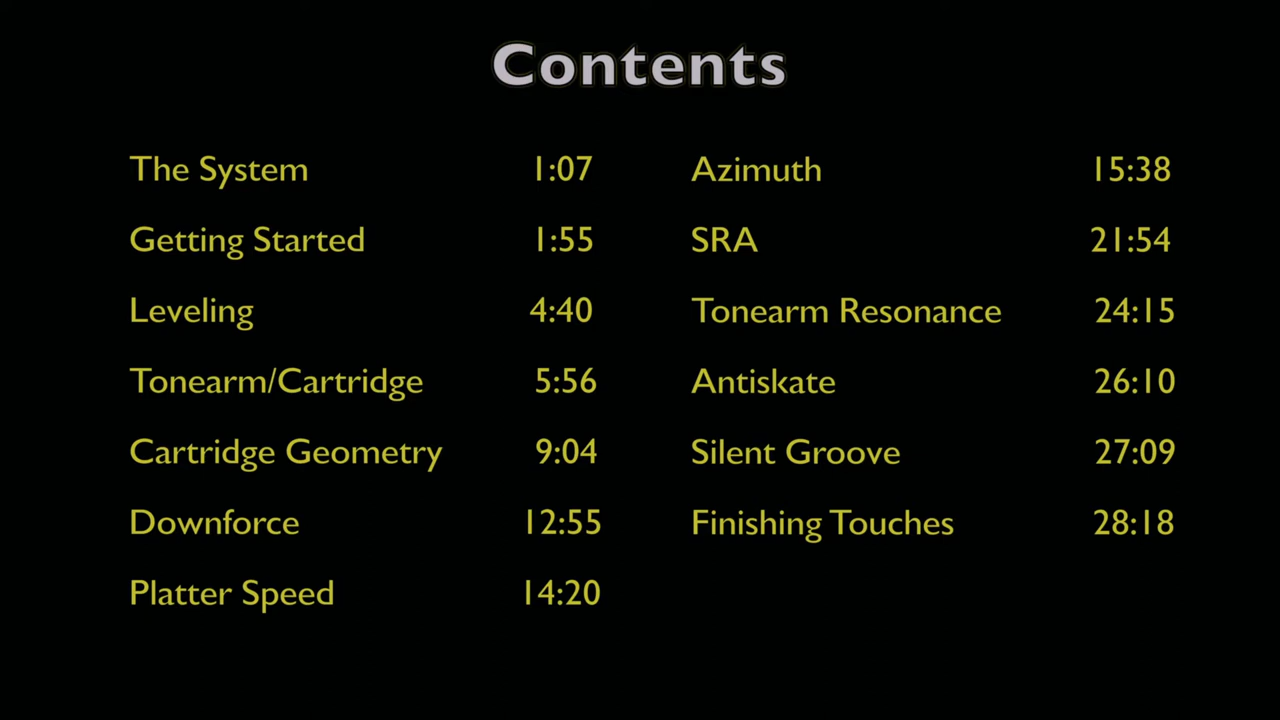 Contents
The System 1:07
Getting Started 1:55
Leveling 4:40
Tonearm/Cartridge 5:56
Cartridge Geometry 9:04
Downforce 12:55
Platter Speed 14:20
Azimuth 15:38
SRA 21:54
Tonearm Resonance 24:15
Antiskate 26:10
Silent Groove 27:09
Finishing Touches 28:18